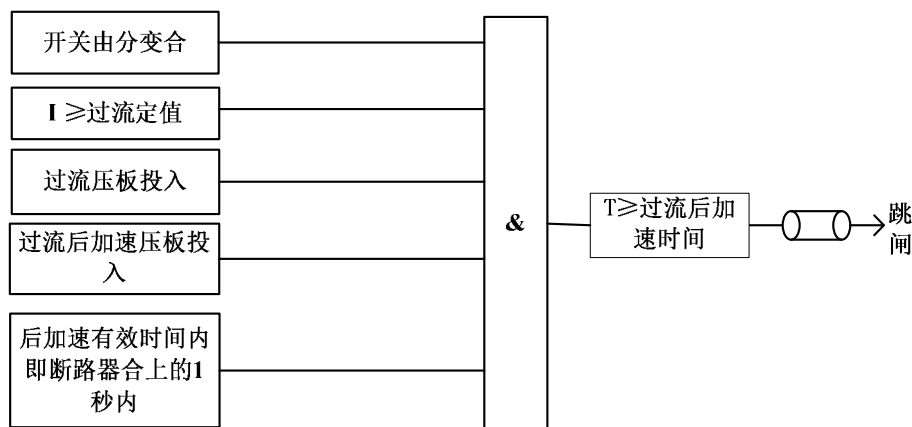 开关由分变合
I ≥过流定值
过流压板投入
过流后加速压板投
入
后加速有效时间内
即断路器合上的1
秒内
&
T≥过流后加
速时间
跳
闸